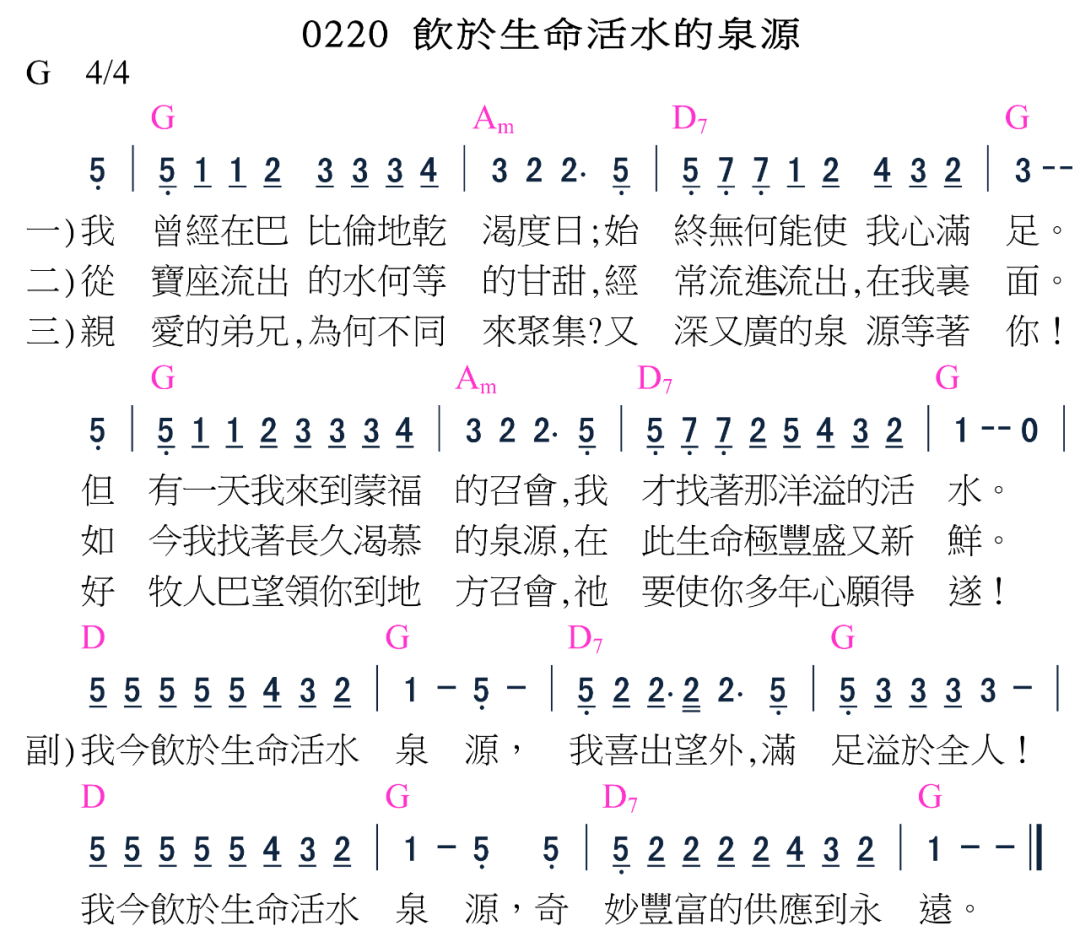 0220 飲於生命活水的泉源
G 4/4
G Am D7 G
5 | 5 1 1 2 3 3 3 4 | 3 2 2· 5 | 5 7 7 1 2 4 3 2 | 3 --
一)我 曾經在巴 比倫地乾 渴度日;始 終無何能使 我心滿 足。
二)從 寶座流出 的水何等 的甘甜,經 常流進流出,在我裏 面。
三)親 愛的弟兄,為何不同 來聚集?又 深又廣的泉 源等著 你!
G Am D7 G
5 | 5 1 1 2 3 3 3 4 | 3 2 2· 5 | 5 7 7 2 5 4 3 2 | 1 -- 0 |
但 有一天我來到蒙福 的召會,我 才找著那洋溢的活 水。
如 今我找著長久渴慕 的泉源,在 此生命極豐盛又新 鮮。
好 牧人巴望領你到地 方召會,祂 要使你多年心願得 遂!
D G D7 G
5 5 5 5 5 4 3 2 | 1 - 5 - | 5 2 2· 2 2· 5 | 5 3 3 3 3 - |
副)我今飲於生命活水 泉 源, 我喜出望外,滿 足溢於全人!
D G D7 G
5 5 5 5 5 4 3 2 | 1 - 5 5 | 5 2 2 2 2 4 3 2 | 1 - - ||
我今飲於生命活水 泉 源,奇 妙豐富的供應到永 遠。